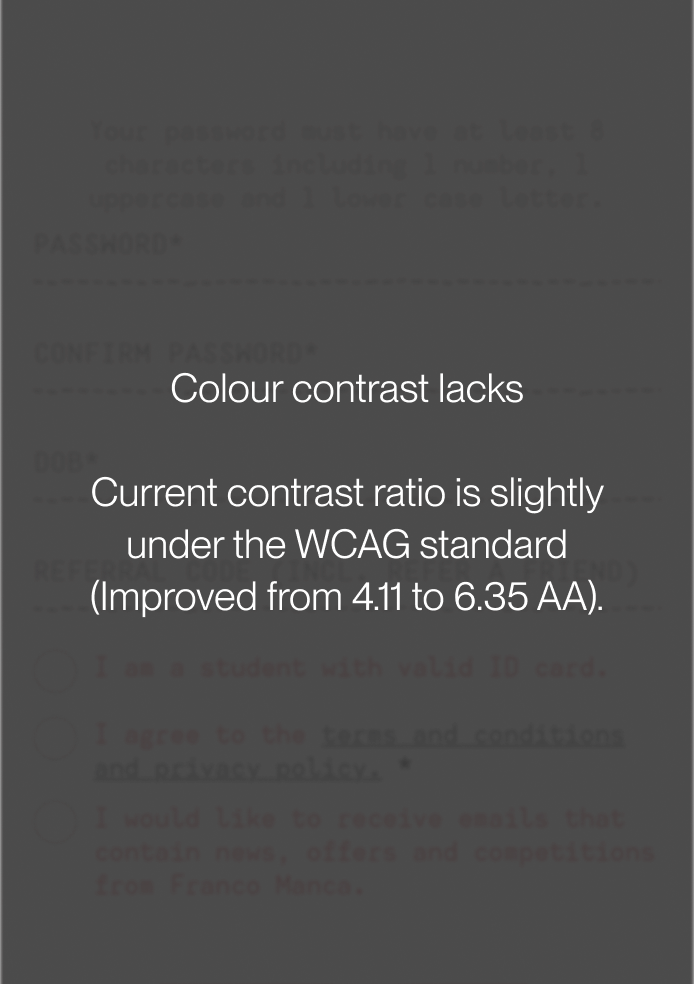 Your password must have at least 8
characters including 1 number, 1
uppercase and 1 lower case letter.
PASSWORD*
CONFIRM PASSWORD*
Colour contrast lacks
DOB*
Current contrast ratio is slightly
under the WCAG standard
REFERRAL CODE (INCL. REFER A FRIEND)
(Improved from 4.11 to 6.35 AA).
I am a student with valid ID card.
I agree to the terms and conditions
and privacy policy. *
I would like to receive emails that
contain news, offers and competitions
from Franco Manca.